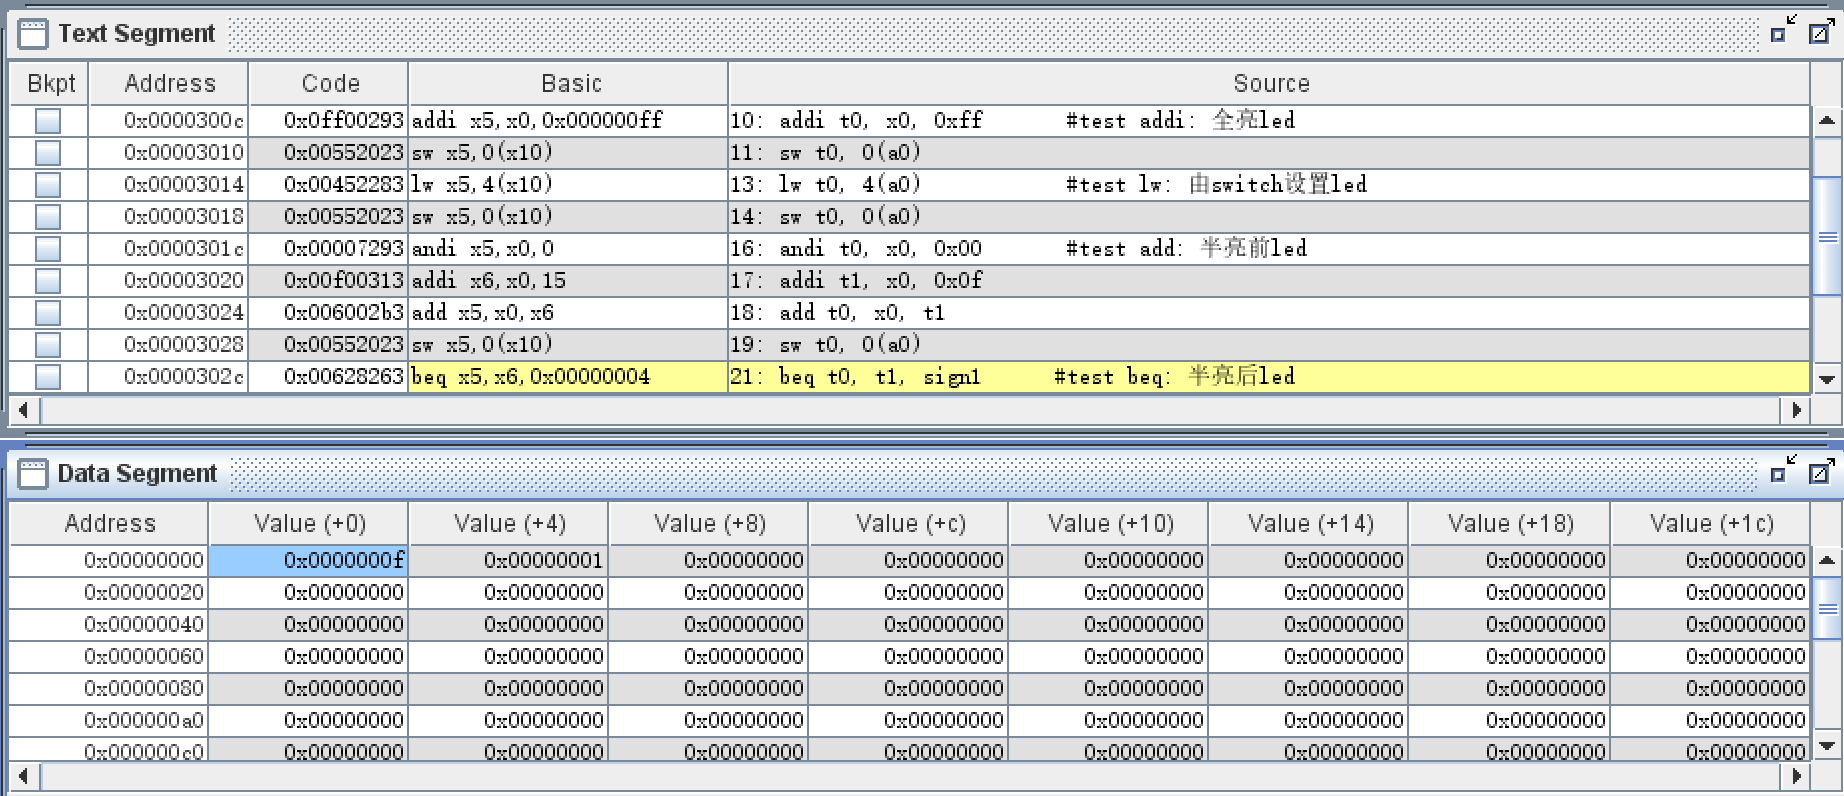 Text Segment
Bkpt Address Code Basic Source
0x0000300c 0x0ff00293 addi x5,x0,0x000000ff 10: addi t0, x0, 0xff #test addi: 全亮led
0x00003010 0x00552023 sw x5,0(x10) 11: sw t0, 0(a0)
0x00003014 0x00452283 lw x5,4(x10) 13: lw t0, 4(a0) #test lw: 由switch设置led
0x00003018 0x00552023 sw x5,0(x10) 14: sw t0, 0(a0)
0x0000301c 0x00007293 andi x5,x0,0 16: andi t0, x0, 0x00 #test add: 半亮前led
0x00003020 0x00f00313 addi x6,x0,15 17: addi t1, x0, 0x0f
0x00003024 0x006002b3 add x5,x0,x6 18: add t0, x0, t1
0x00003028 0x00552023 sw x5,0(x10) 19: sw t0, 0(a0)
0x0000302c 0x00628263 beq x5,x6,0x00000004 21: beq t0, t1, sign1 #test beq: 半亮后led
Data Segment
Address Value (+0) Value (+4) Value (+8) Value (+c) Value (+10) Value (+14) Value (+18) Value (+1c)
0x00000000 0x0000000f 0x00000001 0x00000000 0x00000000 0x00000000 0x00000000 0x00000000 0x00000000
0x00000020 0x00000000 0x00000000 0x00000000 0x00000000 0x00000000 0x00000000 0x00000000 0x00000000
0x00000040 0x00000000 0x00000000 0x00000000 0x00000000 0x00000000 0x00000000 0x00000000 0x00000000
0x00000060 0x00000000 0x00000000 0x00000000 0x00000000 0x00000000 0x00000000 0x00000000 0x00000000
0x00000080 0x00000000 0x00000000 0x00000000 0x00000000 0x00000000 0x00000000 0x00000000 0x00000000
0x000000a0 0x00000000 0x00000000 0x00000000 0x00000000 0x00000000 0x00000000 0x00000000 0x00000000
0x000000c0 0x00000000 0x00000000 0x00000000 0x00000000 0x00000000 0x00000000 0x00000000 0x00000000